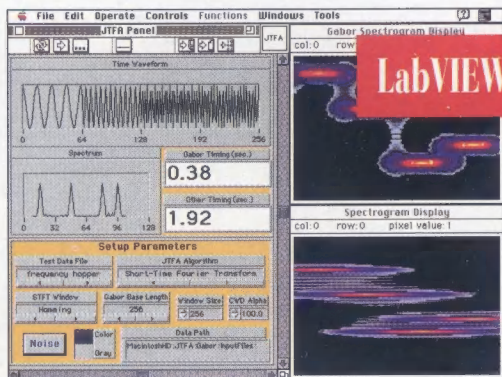 File Edit Operate Controls Functions Windows Tools
JTFA Panel
JTFA
Time Waveform
0 64 128 192 256
Spectrum
0 32 64 96 128
Gabor Timing (sec.)
0.38
Other Timing (sec.)
1.92
Setup Parameters
Test Data File
frequency hopper
JTFA Algorithm
Short-Time Fourier Transform
STFT Window
Hamming
Gabor Base Length
256
Window Size
256
CWD Alpha
100.0
Noise
Color
Gray
Data Path
MacintoshHD:JTFA Gabor:InputFiles:
Gabor Spectrogram Display
col:0 row
LabVIEW
Spectrogram Display
col:0 row:0 pixel value:1